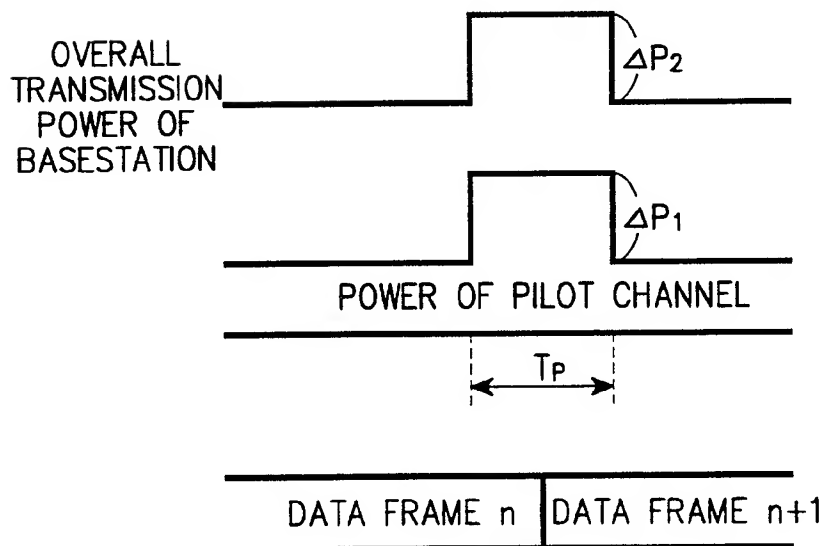 OVERALL
TRANSMISSION
POWER OF
BASESTATION
ΔP2
ΔP1
POWER OF PILOT CHANNEL
TP
DATA FRAME n
DATA FRAME n+1